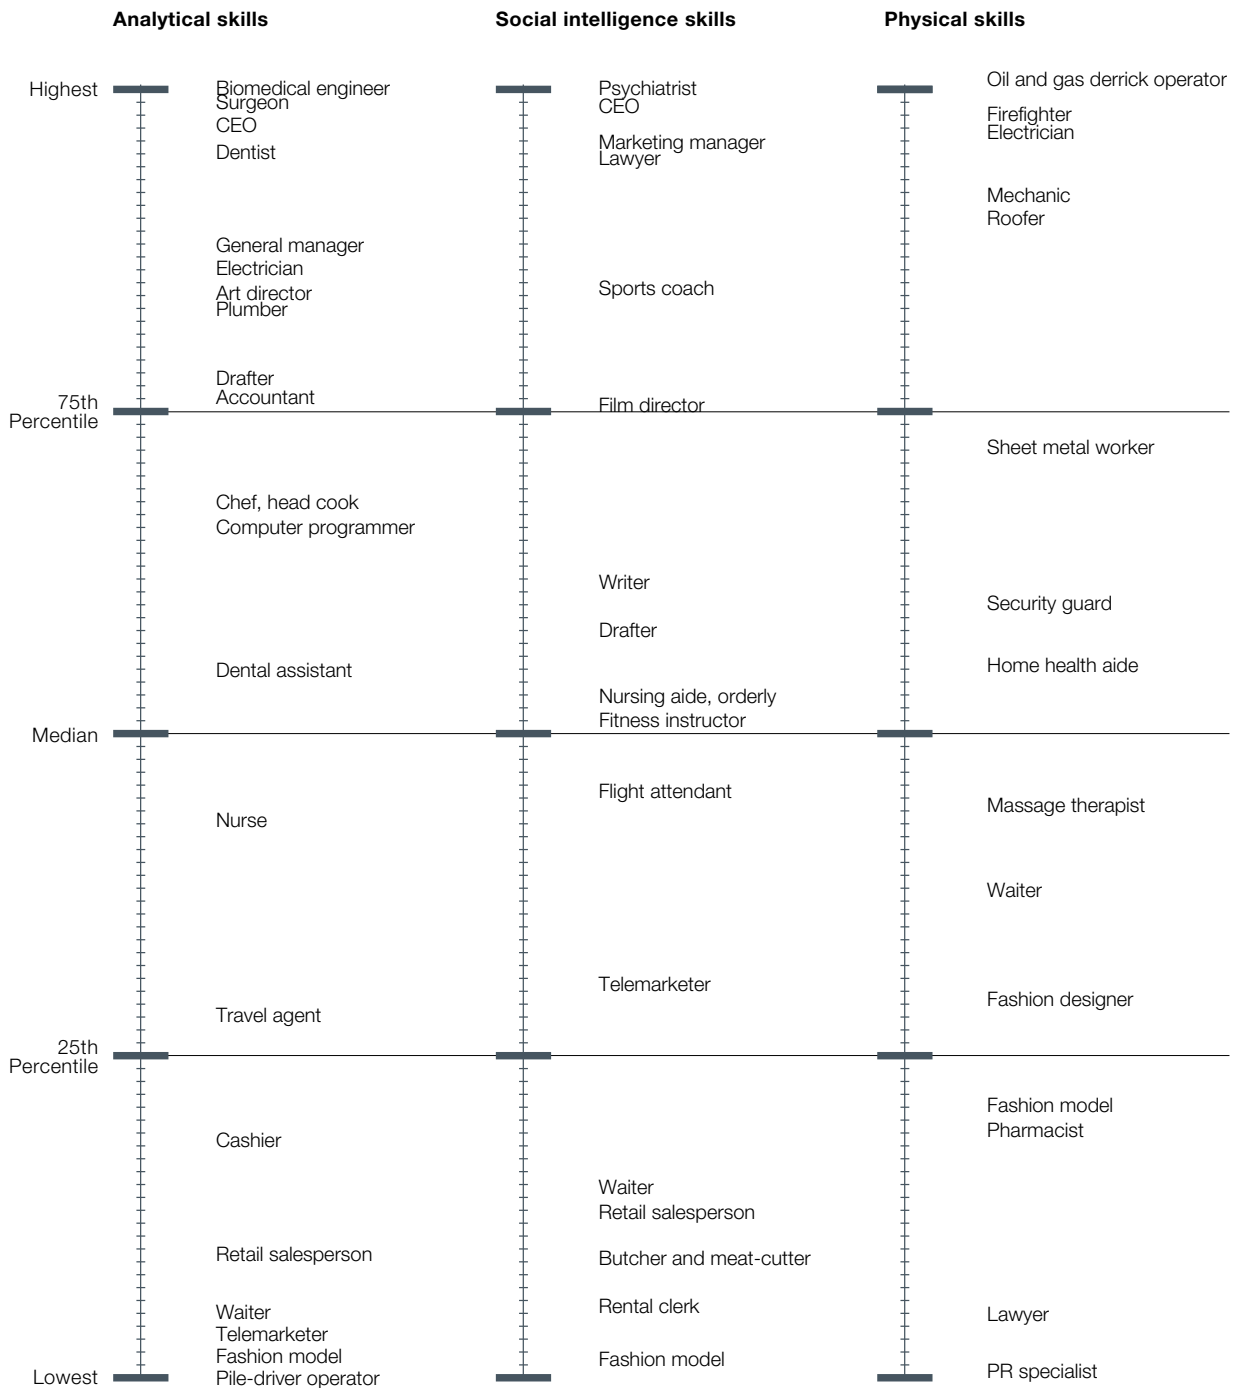 Analytical skills
Social intelligence skills
Physical skills
Highest
Biomedical engineer
Surgeon
CEO
Dentist
General manager
Electrician
Art director
Plumber
Drafter
Accountant
75th
Percentile
Chef, head cook
Computer programmer
Dental assistant
Median
Nurse
Travel agent
25th
Percentile
Cashier
Retail salesperson
Waiter
Telemarketer
Fashion model
Pile-driver operator
Lowest
Psychiatrist
CEO
Marketing manager
Lawyer
Sports coach
Film director
Writer
Drafter
Nursing aide, orderly
Fitness instructor
Flight attendant
Telemarketer
Waiter
Retail salesperson
Butcher and meat-cutter
Rental clerk
Fashion model
Oil and gas derrick operator
Firefighter
Electrician
Mechanic
Roofer
Sheet metal worker
Security guard
Home health aide
Massage therapist
Waiter
Fashion designer
Fashion model
Pharmacist
Lawyer
PR specialist